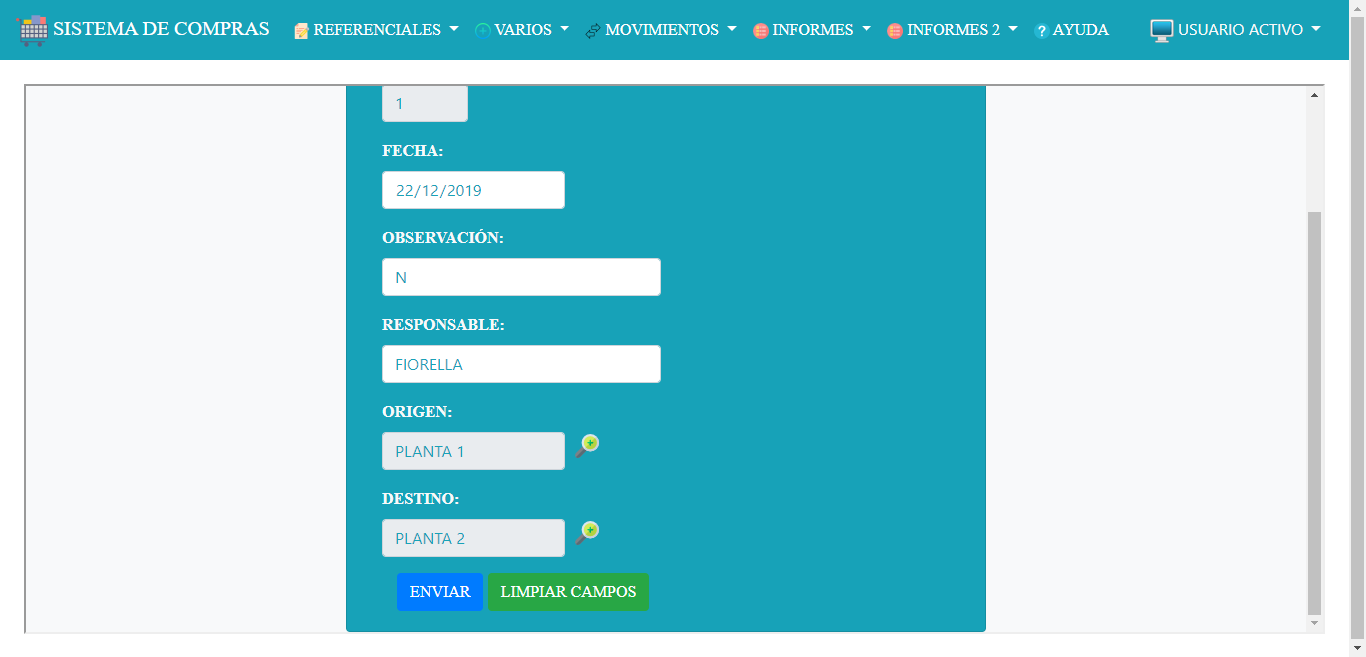 SISTEMA DE COMPRAS REFERENCIALES VARIOS MOVIMIENTOS INFORMES INFORMES 2 ? AYUDA USUARIO ACTIVO
1
FECHA:
22/12/2019
OBSERVACIÓN:
N
RESPONSABLE:
FIORELLA
ORIGEN:
PLANTA 1
DESTINO:
PLANTA 2
ENVIAR LIMPIAR CAMPOS